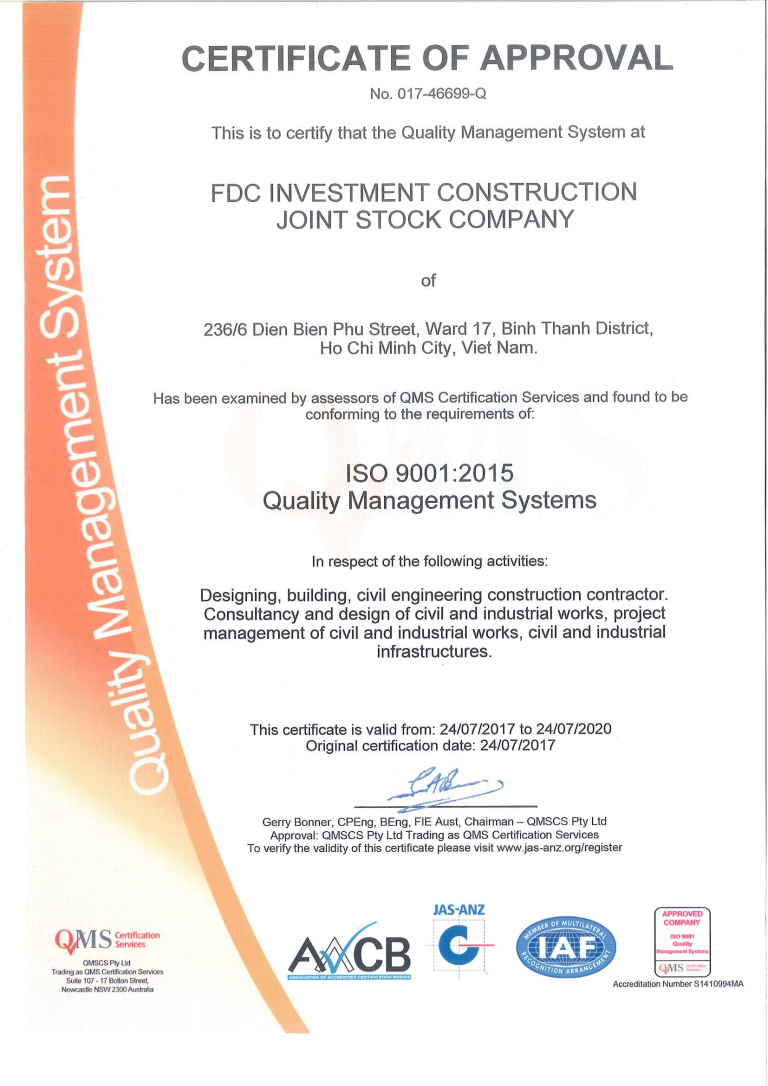 CERTIFICATE OF APPROVAL
No. 017-46699-Q
This is to certify that the Quality Management System at
FDC INVESTMENT CONSTRUCTION
JOINT STOCK COMPANY
of
236/6 Dien Bien Phu Street, Ward 17, Binh Thanh District,
Ho Chi Minh City, Viet Nam.
Has been examined by assessors of QMS Certification Services and found to be
conforming to the requirements of:
QMS
ISO 9001:2015
Quality Management Systems
In respect of the following activities:
Designing, building, civil engineering construction contractor.
Consultancy and design of civil and industrial works, project
management of civil and industrial works, civil and industrial
infrastructures.
This certificate is valid from: 24/07/2017 to 24/07/2020
Original certification date: 24/07/2017
Gerry Bonner, CPEng, BEng, FIE Aust, Chairman – QMSCS Pty Ltd
Approval: QMSCS Pty Ltd Trading as QMS Certification Services
To verify the validity of this certificate please visit www.jas-anz.org/register
Quality Management System
QMS Certification
Services
QMSCS Pty Ltd
Trading as QMS Certification Services
Suite 107 - 17 Bolton Street,
Newcastle NSW 2300 Australia
AACB
ASSOCIATION OF ACCREDITED CERTIFICATION BODIES
JAS-ANZ
C
MEMBER OF MULTILATERAL
IAF
RECOGNITION ARRANGEMENT
APPROVED
COMPANY
ISO 9001
Quality
Management Systems
QMS Certification
Services
Accreditation Number S1410994MA